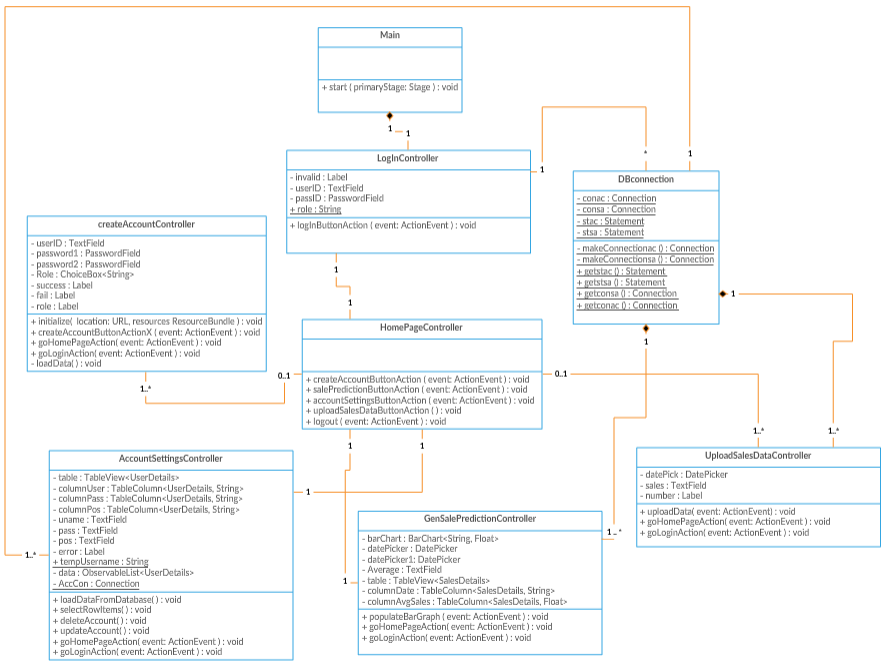 Main
+ start ( primaryStage: Stage ) : void
1
1
LogInController
- invalid : Label
- userID : TextField
- passID : PasswordField
+ role : String
+ logInButtonAction ( event: ActionEvent ) : void
1
*
1
DBconnection
- conac : Connection
- consa : Connection
- stac : Statement
- stsa : Statement
- makeConnectionac () : Connection
- makeConnectionsa () : Connection
+ getstac () : Statement
+ getstsa () : Statement
+ getconsa () : Connection
+ getconac () : Connection
1
1
createAccountController
- userID : TextField
- password1 : PasswordField
- password2 : PasswordField
- Role : ChoiceBox<String>
- success : Label
- fail : Label
- role : Label
+ initialize( location: URL, resources ResourceBundle ) : void
+ createAccountButtonActionX ( event: ActionEvent ) : void
+ goHomePageAction( event: ActionEvent ) : void
+ goLoginAction( event: ActionEvent ) : void
- loadData( ) : void
1
1
HomePageController
+ createAccountButtonAction ( event: ActionEvent ) : void
+ salePredictionButtonAction ( event: ActionEvent ) : void
+ accountSettingsButtonAction ( event: ActionEvent ) : void
+ uploadSalesDataButtonAction ( ) : void
+ logout ( event: ActionEvent ) : void
0..1
0..1
1..*
1
1
1..*
1..*
AccountSettingsController
- table : TableView<UserDetails>
- columnUser : TableColumn<UserDetails, String>
- columnPass : TableColumn<UserDetails, String>
- columnPos : TableColumn<UserDetails, String>
- uname : TextField
- pass : TextField
- pos : TextField
- error : Label
+ tempUsername : String
- data : ObservableList<UserDetails>
- AccCon : Connection
+ loadDataFromDatabase( ) : void
+ selectRowItems( ) : void
+ deleteAccount( ) : void
+ updateAccount( ) : void
+ goHomePageAction( event: ActionEvent ) : void
+ goLoginAction( event: ActionEvent ) : void
1
1..*
UploadSalesDataController
- datePick : DatePicker
- sales : TextField
- number : Label
+ uploadData( event: ActionEvent) : void
+ goHomePageAction( event: ActionEvent ) : void
+ goLoginAction( event: ActionEvent ) : void
GenSalePredictionController
- barChart : BarChart<String, Float>
- datePicker : DatePicker
- datePicker1: DatePicker
- Average : TextField
- table : TableView<SalesDetails>
- columnDate : TableColumn<SalesDetails, String>
- columnAvgSales : TableColumn<SalesDetails, Float>
+ populateBarGraph ( event: ActionEvent ) : void
+ goHomePageAction( event: ActionEvent ) : void
+ goLoginAction( event: ActionEvent ) : void
1
1..*